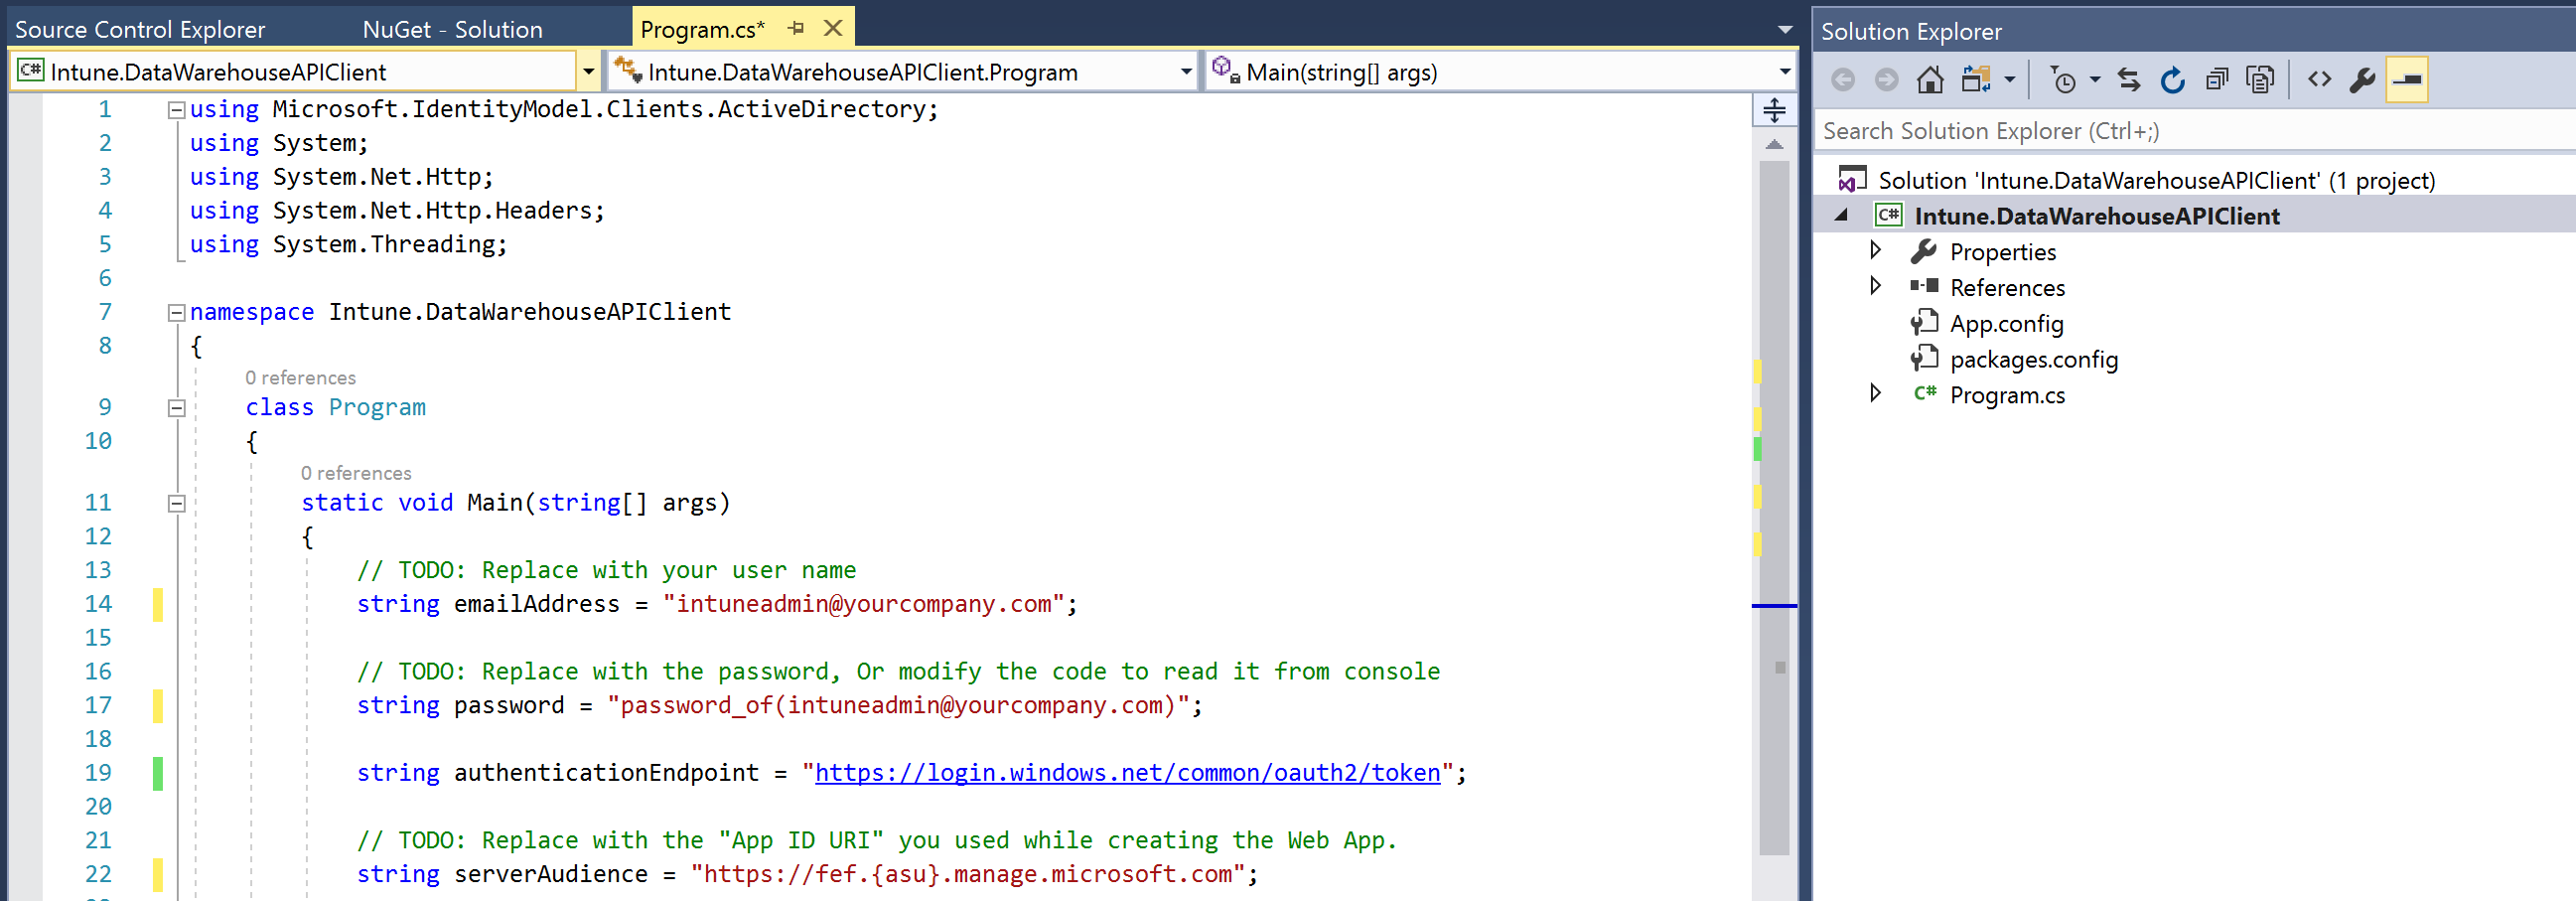 Source Control Explorer NuGet - Solution Program.cs*
C# Intune.DataWarehouseAPIClient Intune.DataWarehouseAPIClient.Program Main(string[] args)
1 using Microsoft.IdentityModel.Clients.ActiveDirectory;
2 using System;
3 using System.Net.Http;
4 using System.Net.Http.Headers;
5 using System.Threading;
6
7 namespace Intune.DataWarehouseAPIClient
8 {
0 references
9 class Program
10 {
0 references
11 static void Main(string[] args)
12 {
13 // TODO: Replace with your user name
14 string emailAddress = "intuneadmin@yourcompany.com";
15
16 // TODO: Replace with the password, Or modify the code to read it from console
17 string password = "password_of(intuneadmin@yourcompany.com)";
18
19 string authenticationEndpoint = "https://login.windows.net/common/oauth2/token";
20
21 // TODO: Replace with the "App ID URI" you used while creating the Web App.
22 string serverAudience = "https://fef.{asu}.manage.microsoft.com";
Solution Explorer
Search Solution Explorer (Ctrl+;)
Solution 'Intune.DataWarehouseAPIClient' (1 project)
C# Intune.DataWarehouseAPIClient
Properties
References
App.config
packages.config
C# Program.cs